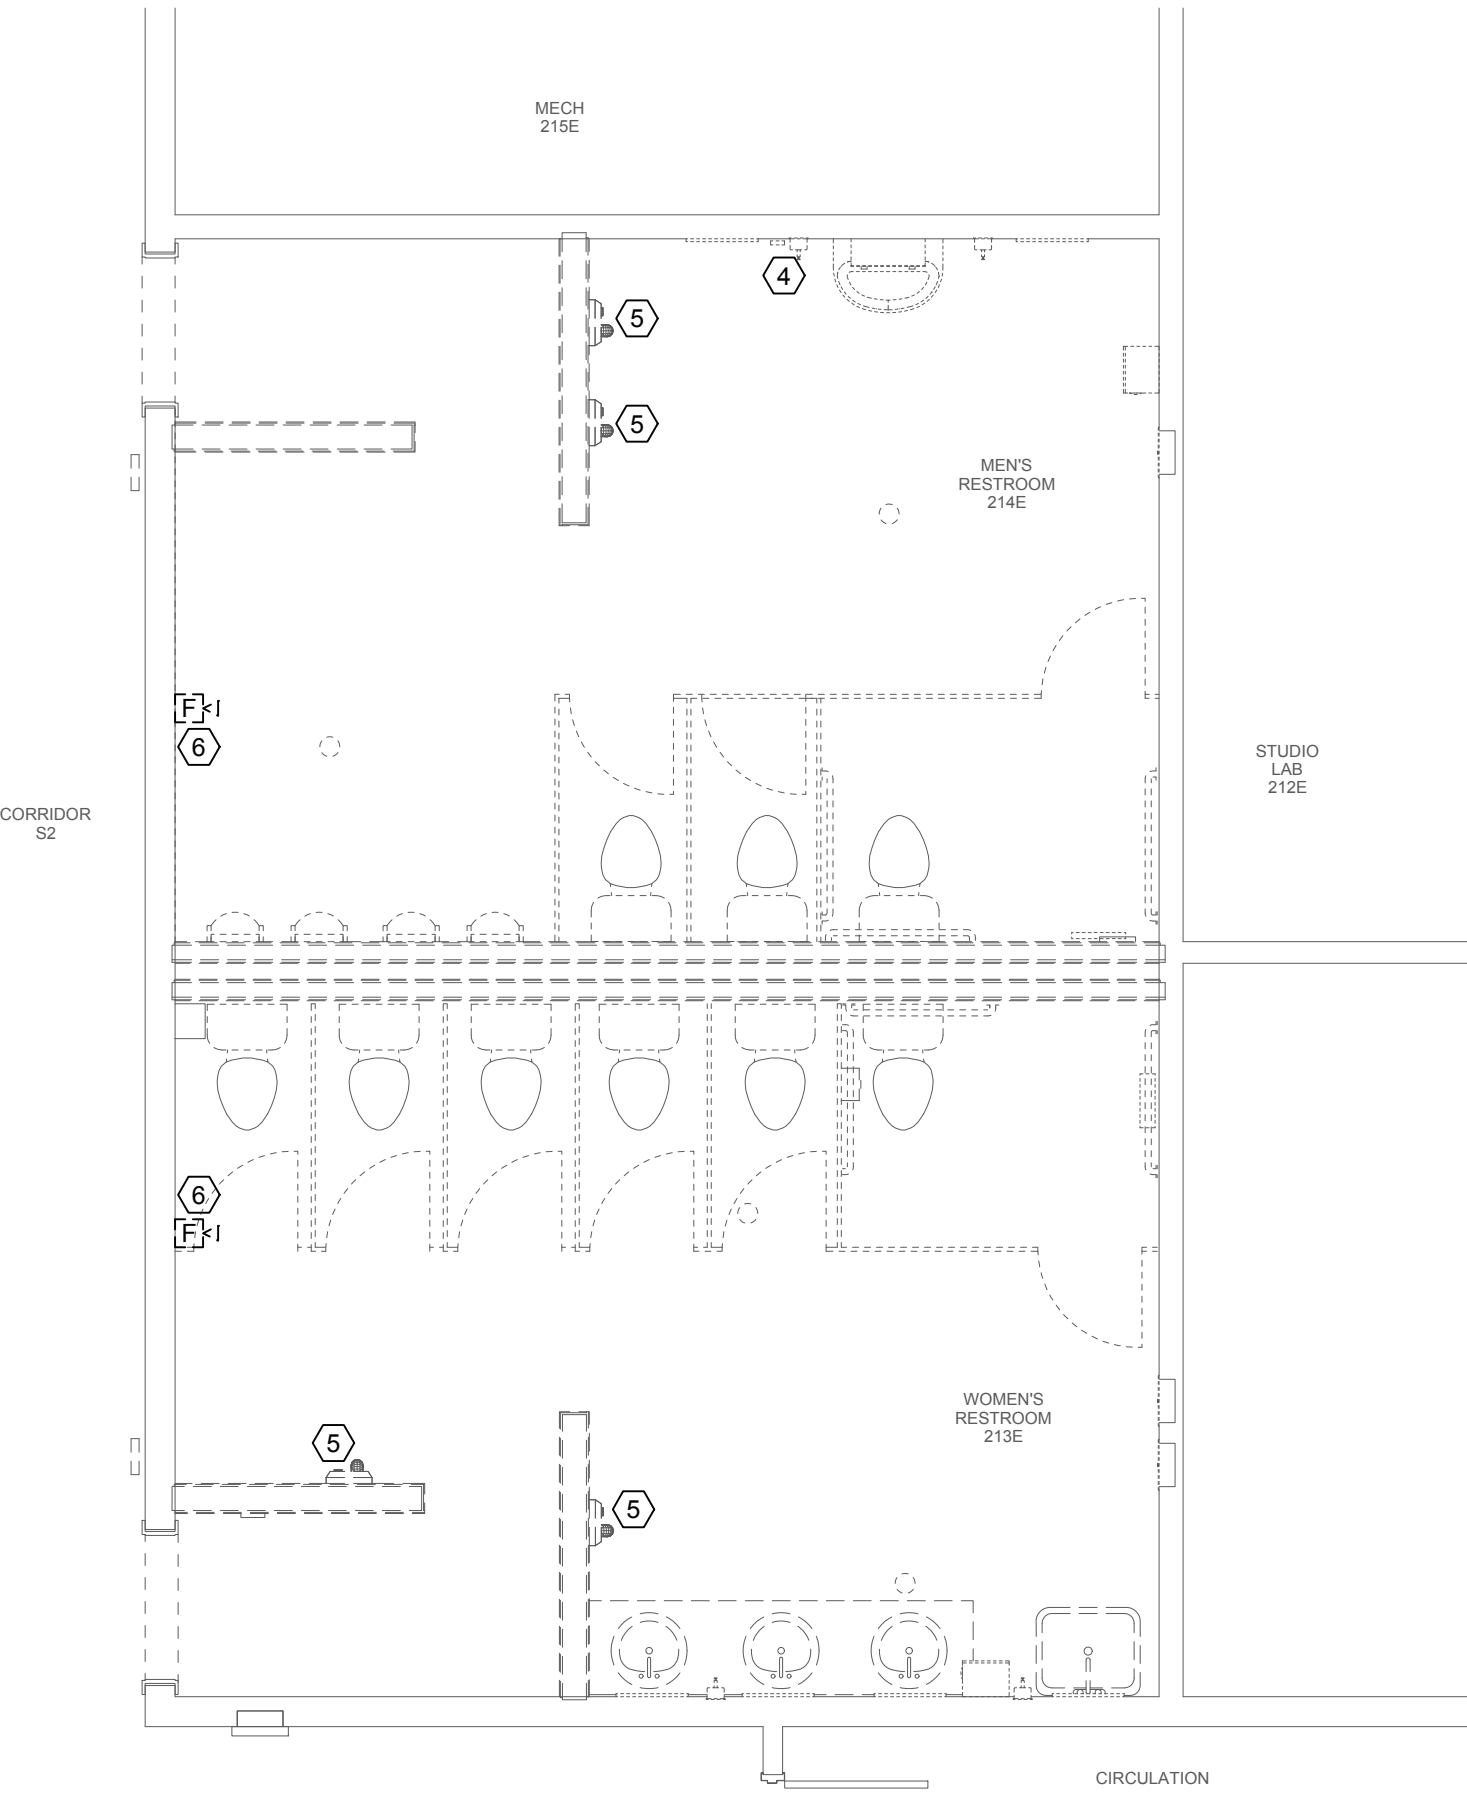 MECH
215E
4
5
5
MEN'S
RESTROOM
214E
F
6
STUDIO
LAB
212E
CORRIDOR
S2
6
F
WOMEN'S
RESTROOM
213E
5
5
CIRCULATION